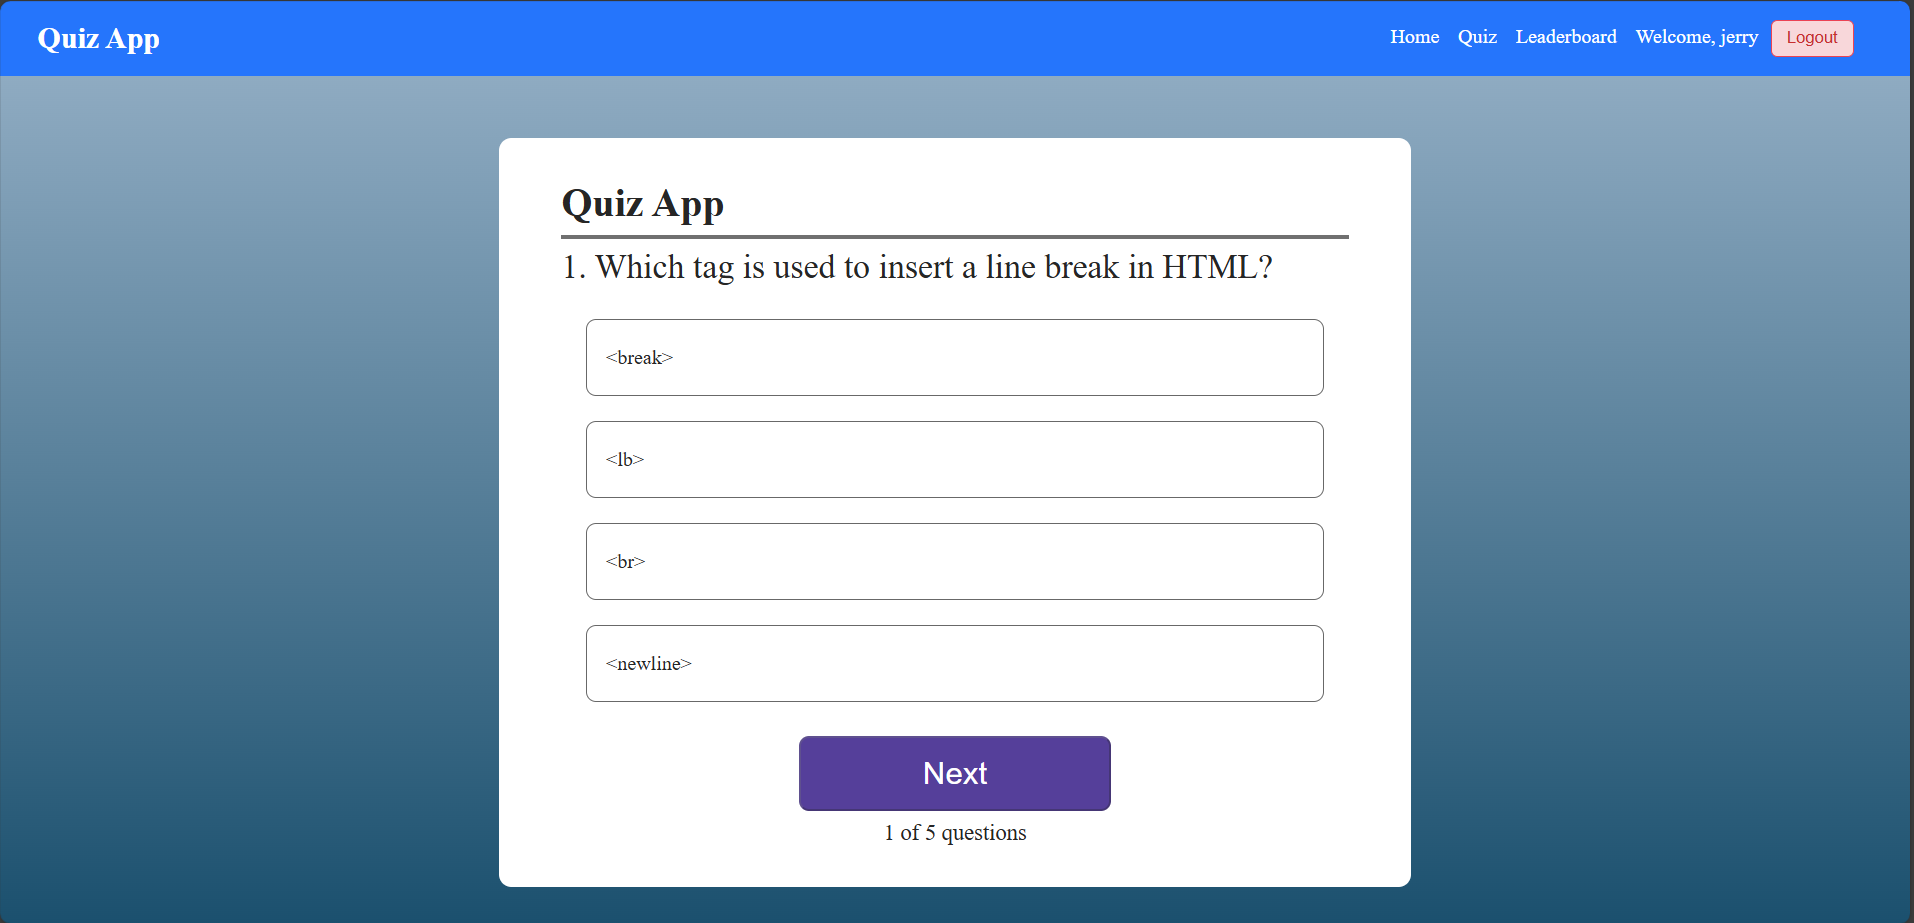 Quiz App
Home Quiz Leaderboard Welcome, jerry Logout
Quiz App
1. Which tag is used to insert a line break in HTML?
<break>
<lb>
<br>
<newline>
Next
1 of 5 questions